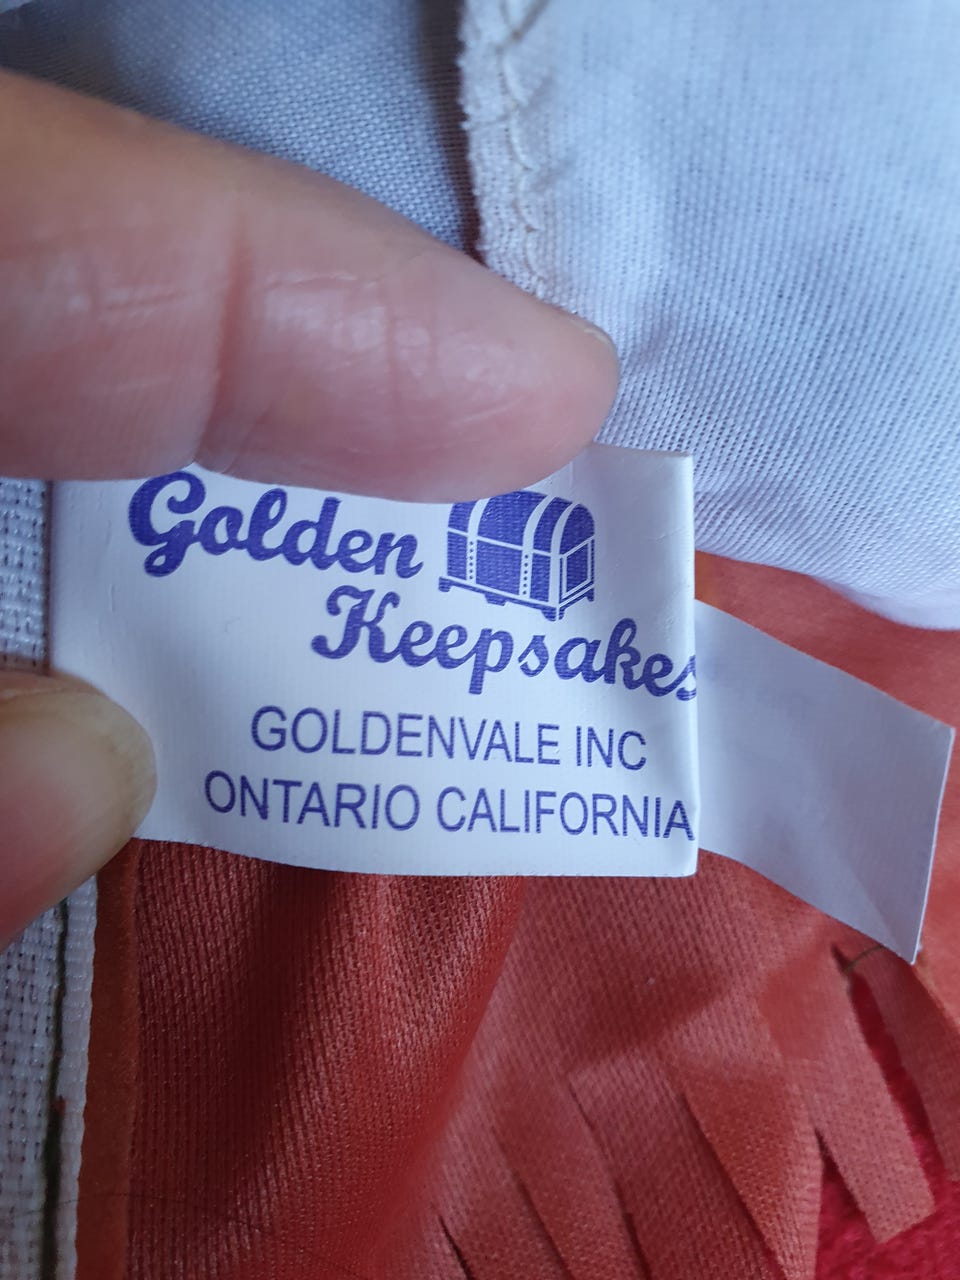 Golden
Keepsakes
GOLDENVALE INC
ONTARIO CALIFORNIA